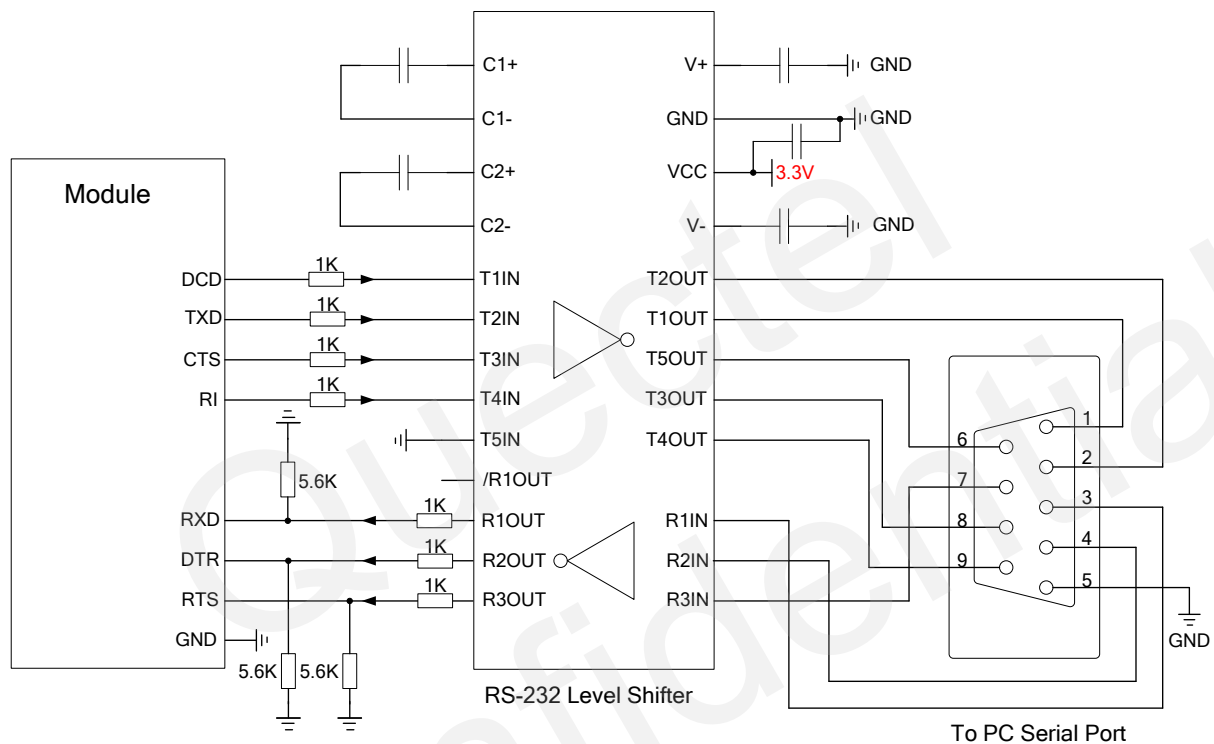 Module
DCD
TXD
CTS
RI
RXD
DTR
RTS
GND
1K
1K
1K
1K
5.6K
1K
1K
1K
5.6K
5.6K
C1+
C1-
C2+
C2-
T1IN
T2IN
T3IN
T4IN
T5IN
/R1OUT
R1OUT
R2OUT
R3OUT
V+
GND
VCC
V-
T2OUT
T1OUT
T5OUT
T3OUT
T4OUT
R1IN
R2IN
R3IN
RS-232 Level Shifter
GND
GND
3.3V
GND
1
2
3
4
5
6
7
8
9
GND
To PC Serial Port
Quectel